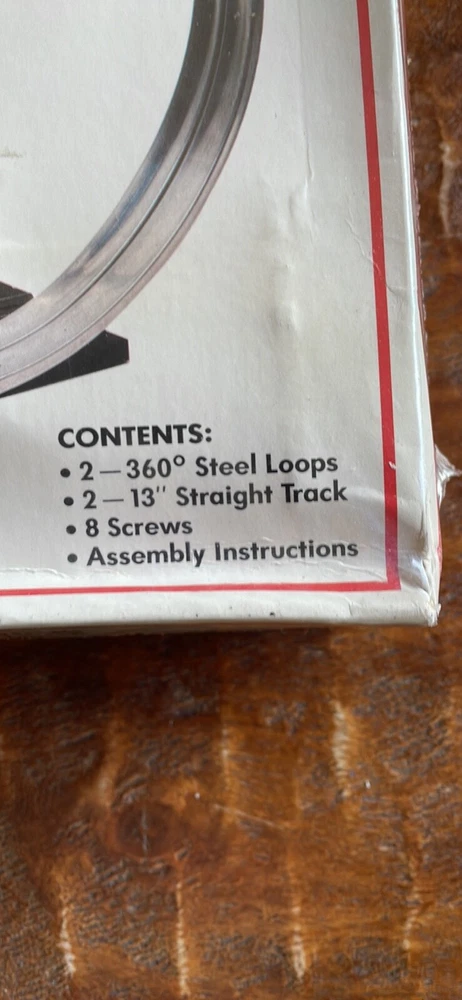 CONTENTS:
• 2—360° Steel Loops
• 2—13" Straight Track
• 8 Screws
• Assembly Instructions